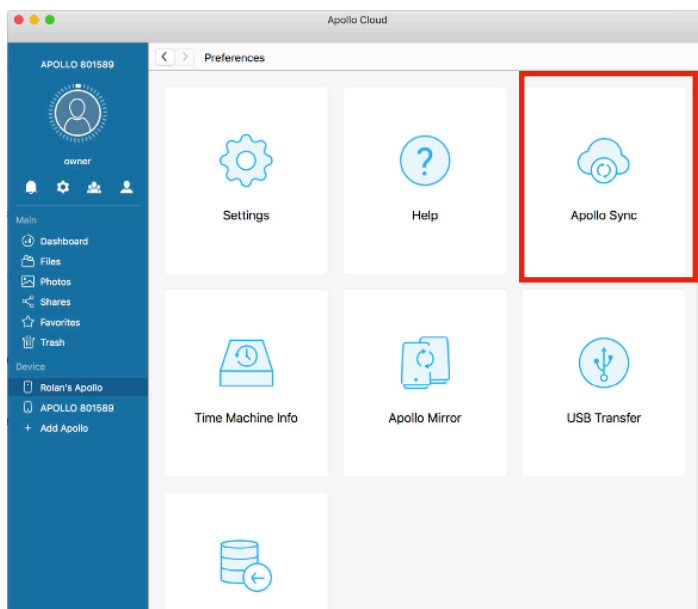 Apollo Cloud
APOLLO 801589
owner
Main
Dashboard
Files
Photos
Shares
Favorites
Trash
Device
Rolan's Apollo
APOLLO 801589
+ Add Apollo
Preferences
Settings
Help
?
Apollo Sync
Time Machine Info
Apollo Mirror
USB Transfer